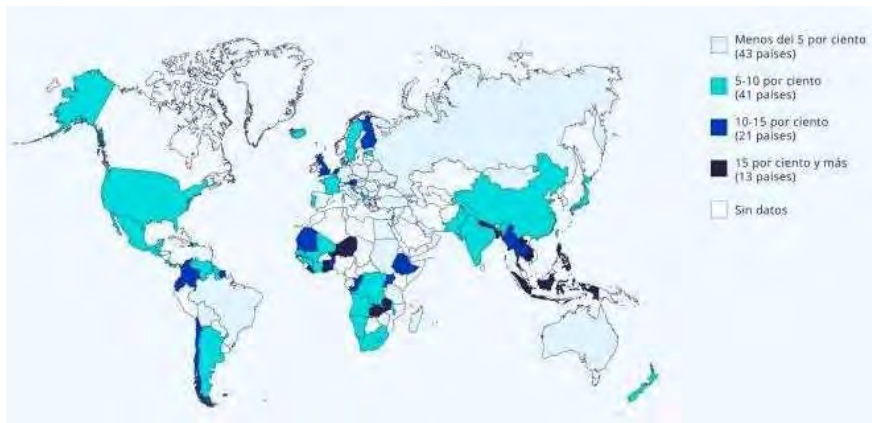 Menos del 5 por ciento
(43 países)
5-10 por ciento
(41 países)
10-15 por ciento
(21 países)
15 por ciento y más
(13 países)
Sin datos